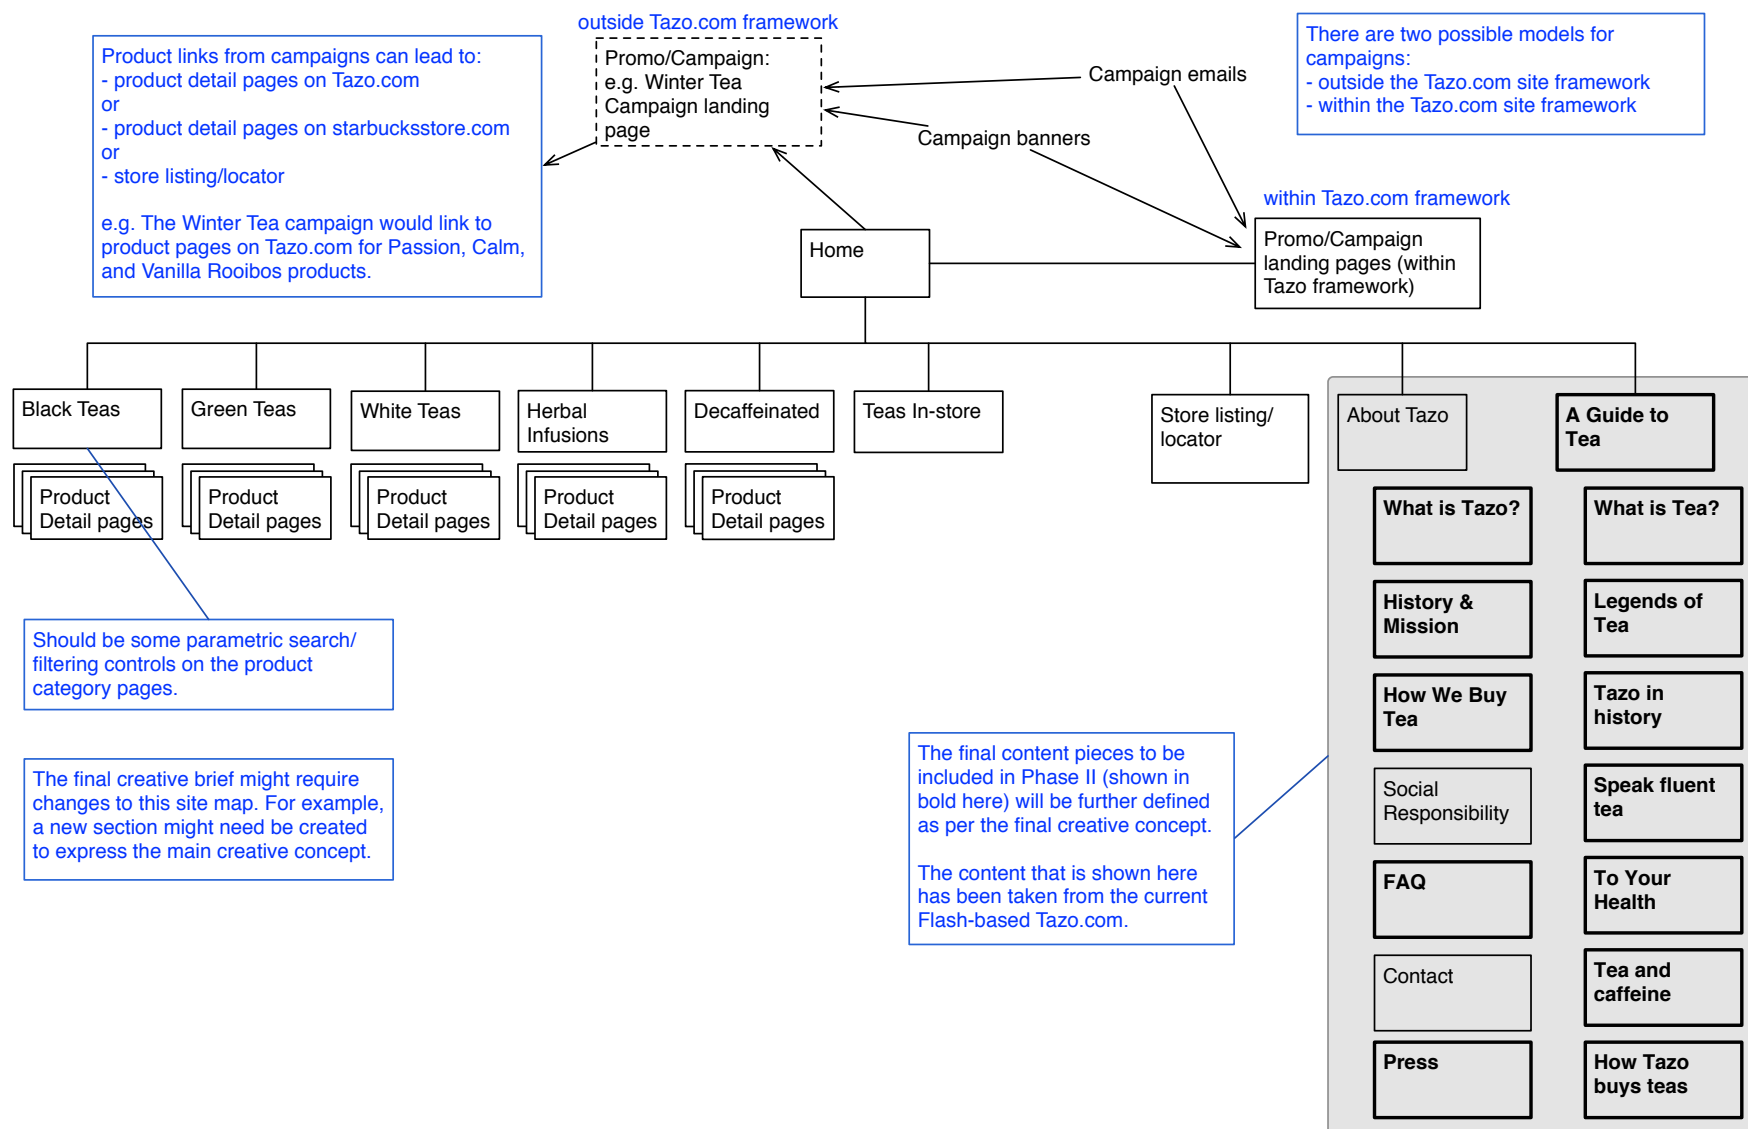 outside Tazo.com framework
Product links from campaigns can lead to:
- product detail pages on Tazo.com
or
- product detail pages on starbucksstore.com
or
- store listing/locator
e.g. The Winter Tea campaign would link to
product pages on Tazo.com for Passion, Calm,
and Vanilla Rooibos products.
Promo/Campaign:
e.g. Winter Tea
Campaign landing
page
Campaign emails
Campaign banners
There are two possible models for
campaigns:
- outside the Tazo.com site framework
- within the Tazo.com site framework
within Tazo.com framework
Promo/Campaign
landing pages (within
Tazo framework)
Home
Black Teas
Green Teas
White Teas
Herbal
Infusions
Decaffeinated
Teas In-store
Store listing/
locator
About Tazo
A Guide to
Tea
Product
Detail pages
Product
Detail pages
Product
Detail pages
Product
Detail pages
Product
Detail pages
What is Tazo?
History &
Mission
How We Buy
Tea
Social
Responsibility
FAQ
Contact
Press
What is Tea?
Legends of
Tea
Tazo in
history
Speak fluent
tea
To Your
Health
Tea and
caffeine
How Tazo
buys teas
Should be some parametric search/
filtering controls on the product
category pages.
The final creative brief might require
changes to this site map. For example,
a new section might need be created
to express the main creative concept.
The final content pieces to be
included in Phase II (shown in
bold here) will be further defined
as per the final creative concept.
The content that is shown here
has been taken from the current
Flash-based Tazo.com.